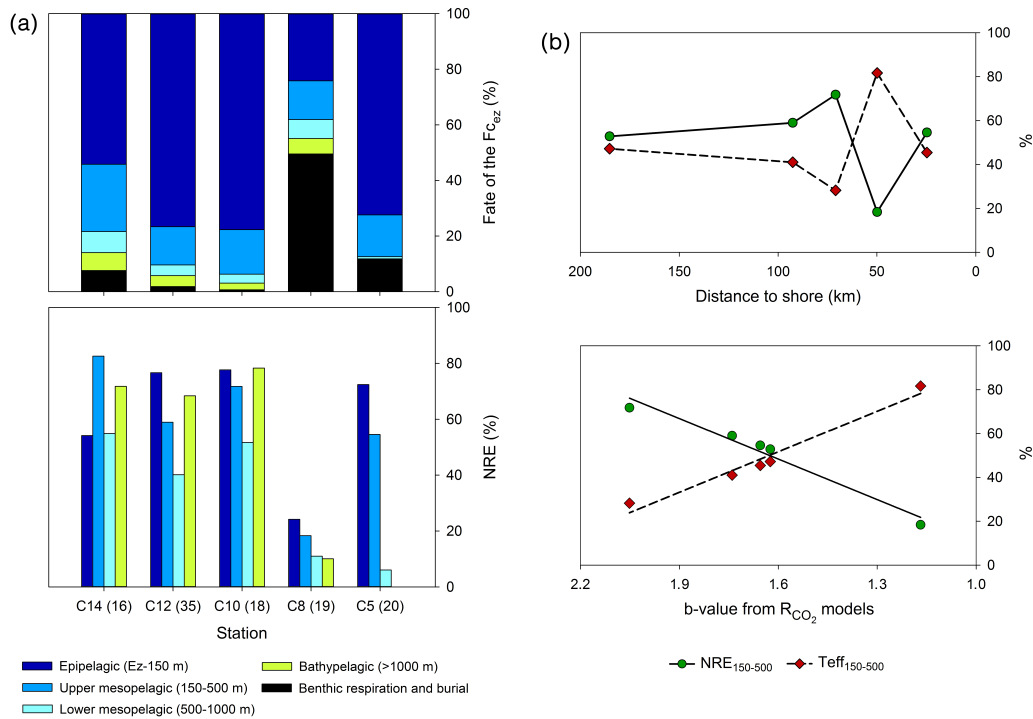 (a)
100
80
60
40
20
0
Fate of the Fc_ez (%)
100
80
60
40
20
0
NRE (%)
C14 (16) C12 (35) C10 (18) C8 (19) C5 (20)
Station
Epipelagic (Ez-150 m)
Upper mesopelagic (150-500 m)
Lower mesopelagic (500-1000 m)
Bathypelagic (>1000 m)
Benthic respiration and burial
(b)
100
80
60
40
20
0
%
200 150 100 50 0
Distance to shore (km)
100
80
60
40
20
0
%
2.2 1.9 1.6 1.3 1.0
b-value from R_CO₂ models
NRE₁₅₀₋₅₀₀ Teff₁₅₀₋₅₀₀